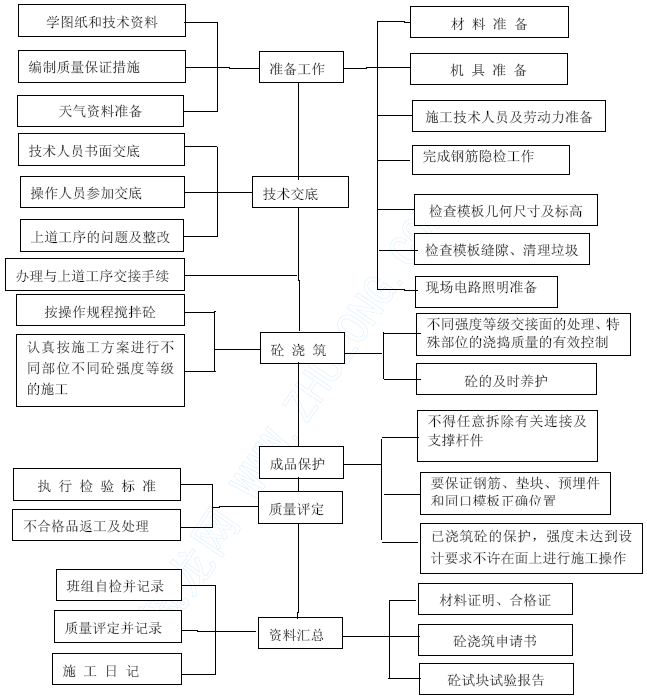 学图纸和技术资料
编制质量保证措施
天气资料准备
准备工作
材料准备
机具准备
施工技术人员及劳动力准备
完成钢筋隐检工作
检查模板几何尺寸及标高
检查模板缝隙、清理垃圾
现场电路照明准备
技术人员书面交底
操作人员参加交底
上道工序的问题及整改
技术交底
办理与上道工序交接手续
按操作规程搅拌砼
认真按施工方案进行不
同部位不同砼强度等级
的施工
砼浇筑
不同强度等级交接面的处理、特
殊部位的浇捣质量的有效控制
砼的及时养护
成品保护
不得任意拆除有关连接及
支撑杆件
要保证钢筋、垫块、预埋件
和同口模板正确位置
已浇筑砼的保护，强度未达到设
计要求不许在面上进行施工操作
执行检验标准
不合格品返工及处理
质量评定
班组自检并记录
质量评定并记录
施工日记
资料汇总
材料证明、合格证
砼浇筑申请书
砼试块试验报告